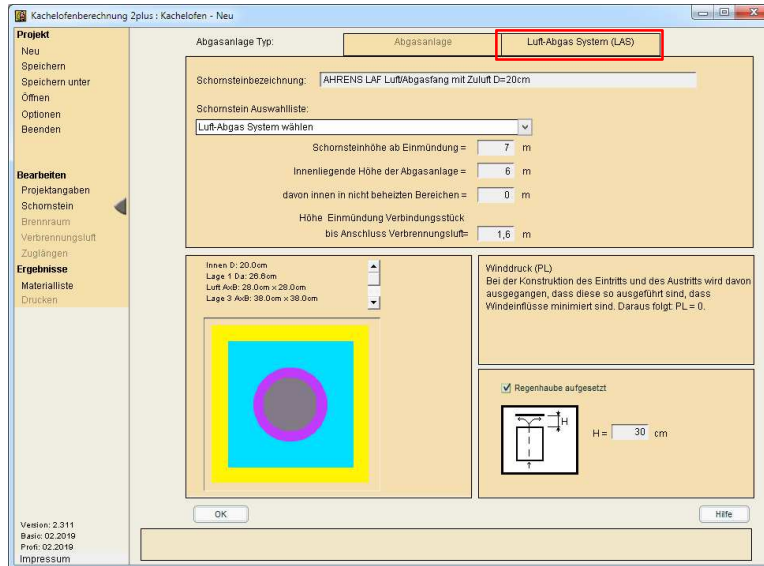 Kachelofenberechnung 2plus : Kachelofen - Neu
Projekt
Neu
Speichern
Speichern unter
Öffnen
Optionen
Beenden
Bearbeiten
Projektangaben
Schornstein
Brennraum
Verbrennungsluft
Zuglängen
Ergebnisse
Materialliste
Drucken
Version: 2.311
Basic: 02.2019
Profi: 02.2019
Impressum
Abgasanlage Typ:
Abgasanlage
Luft-Abgas System (LAS)
Schornsteinbezeichnung: AHRENS LAF Luft/Abgasfang mit Zuluft D=20cm
Schornstein Auswahlliste:
Luft-Abgas System wählen
Schornsteinhöhe ab Einmündung = 7 m
Innenliegende Höhe der Abgasanlage = 6 m
davon innen in nicht beheizten Bereichen = 0 m
Höhe Einmündung Verbindungsstück
bis Anschluss Verbrennungsluft= 1,6 m
Innen D: 20.0cm
Lage 1 Da: 26.6cm
Luft AxB: 28.0cm x 28.0cm
Lage 3 AxB: 38.0cm x 38.0cm
Winddruck (PL)
Bei der Konstruktion des Eintritts und des Austritts wird davon
ausgegangen, dass diese so ausgeführt sind, dass
Windeinflüsse minimiert sind. Daraus folgt: PL = 0.
Regenhaube aufgesetzt
H
H = 30 cm
OK
Hilfe